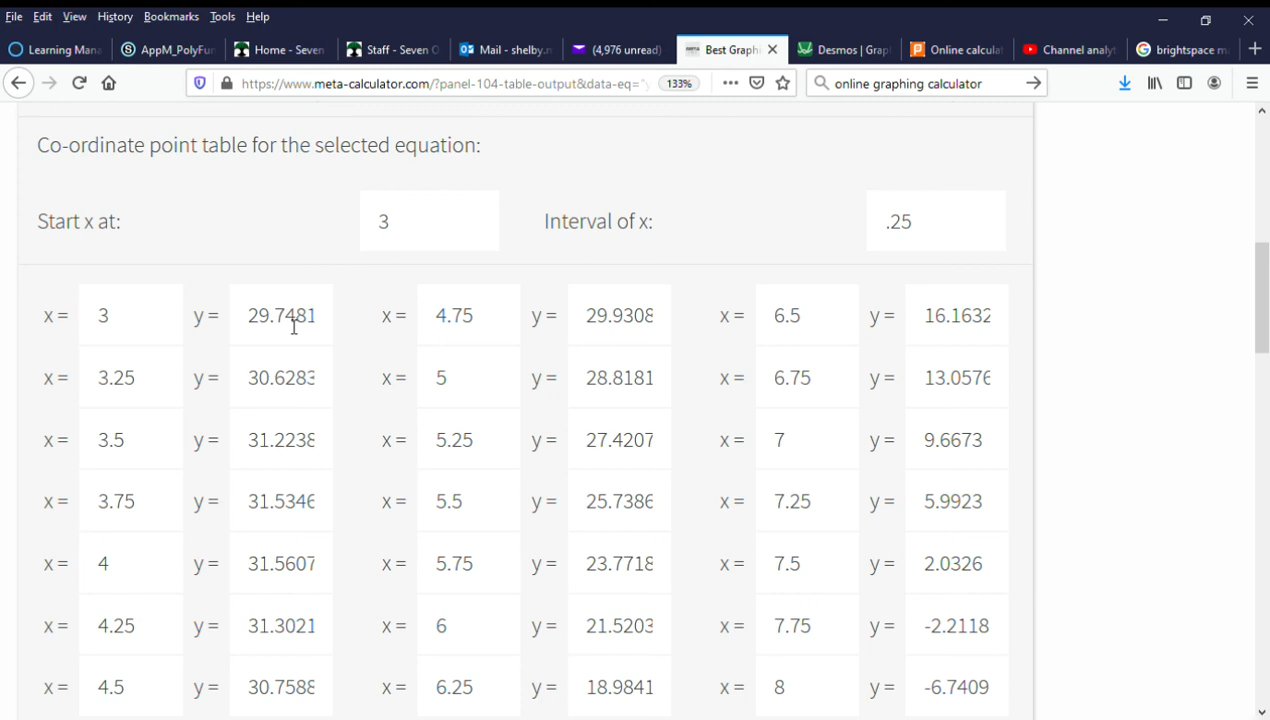 File Edit View History Bookmarks Tools Help
Learning Mana AppM_PolyFun Home - Seven Staff - Seven O Mail - shelby.m (4,976 unread) Best Graphi Desmos | Grap Online calcula Channel analyt brightspace m
https://www.meta-calculator.com/?panel-104-table-output&data-eq="y 133% online graphing calculator
Co-ordinate point table for the selected equation:
Start x at: 3 Interval of x: .25
x = 3 y = 29.7481 x = 4.75 y = 29.9308 x = 6.5 y = 16.1632
x = 3.25 y = 30.6283 x = 5 y = 28.8181 x = 6.75 y = 13.0576
x = 3.5 y = 31.2238 x = 5.25 y = 27.4207 x = 7 y = 9.6673
x = 3.75 y = 31.5346 x = 5.5 y = 25.7386 x = 7.25 y = 5.9923
x = 4 y = 31.5607 x = 5.75 y = 23.7718 x = 7.5 y = 2.0326
x = 4.25 y = 31.3021 x = 6 y = 21.5203 x = 7.75 y = -2.2118
x = 4.5 y = 30.7588 x = 6.25 y = 18.9841 x = 8 y = -6.7409